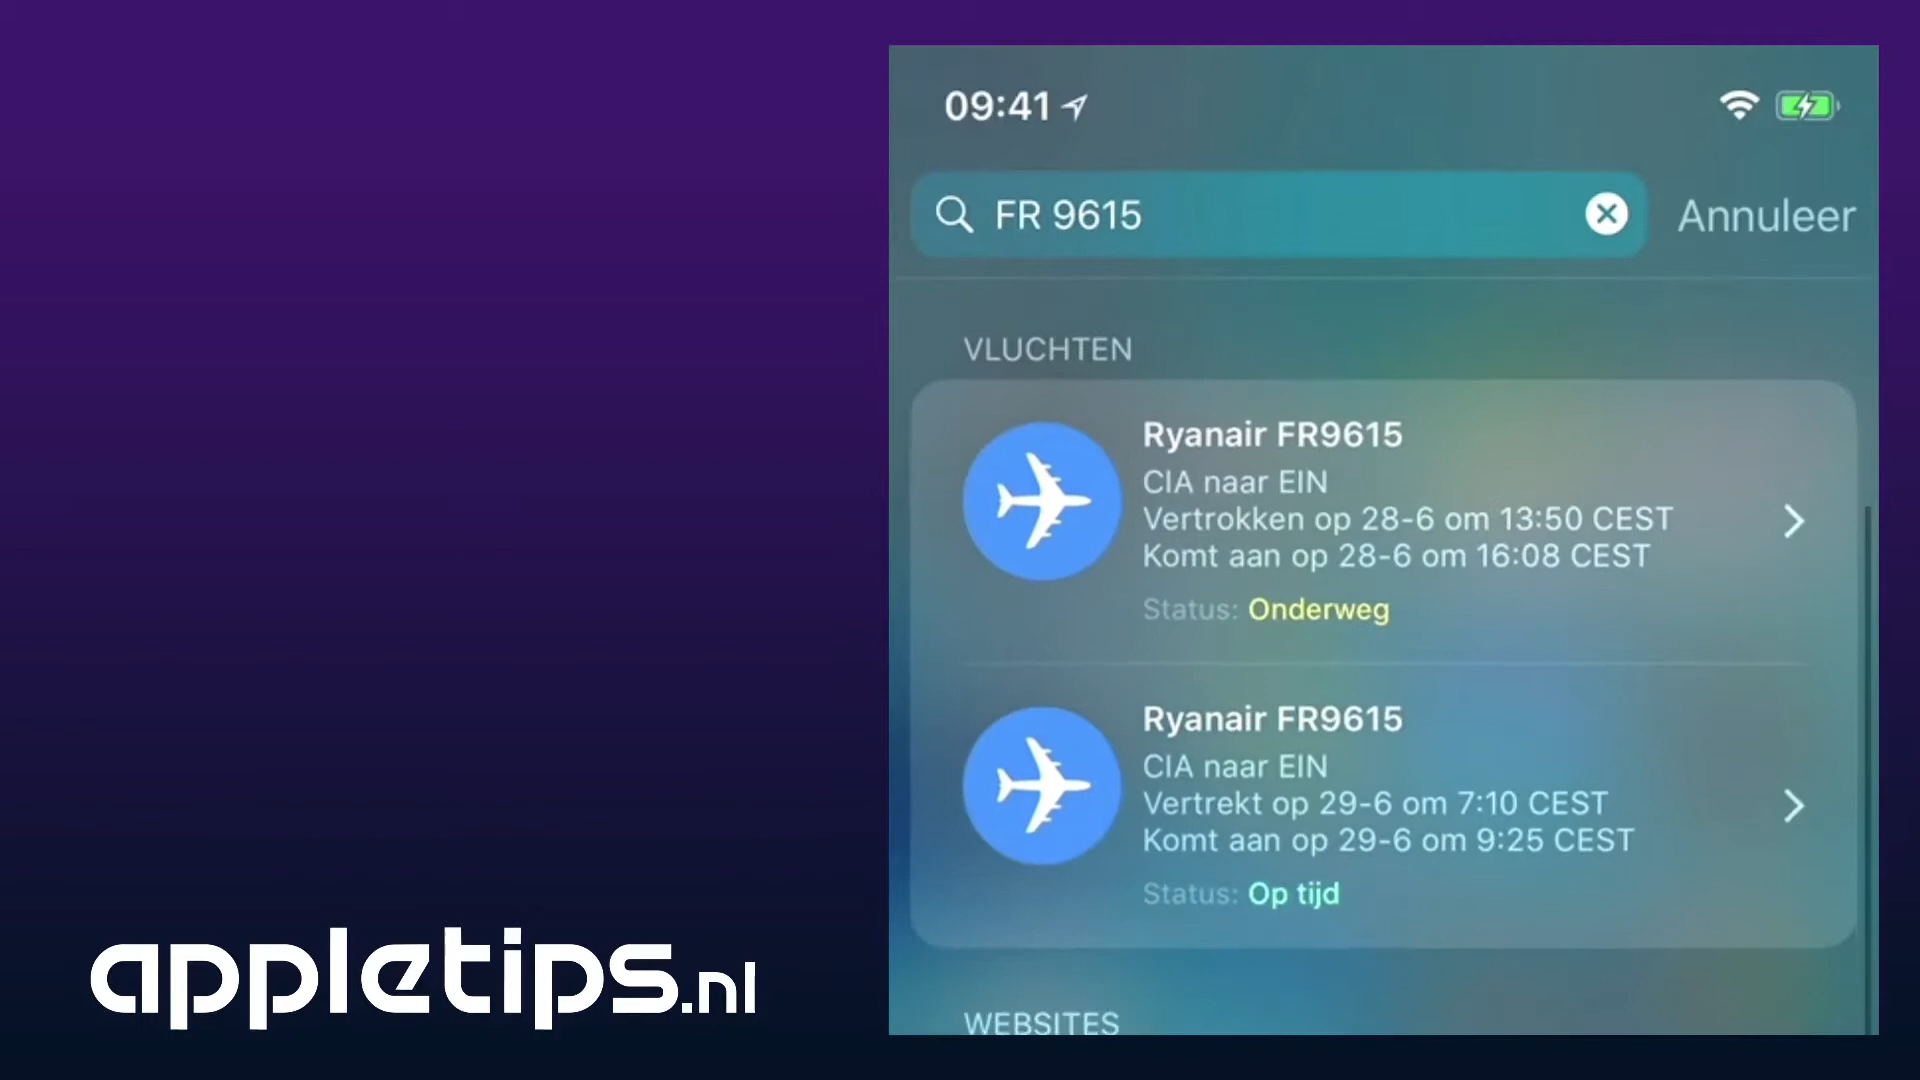 09:41
FR 9615
Annuleer
VLUCHTEN
Ryanair FR9615
CIA naar EIN
Vertrokken op 28-6 om 13:50 CEST
Komt aan op 28-6 om 16:08 CEST
Status: Onderweg
Ryanair FR9615
CIA naar EIN
Vertrekt op 29-6 om 7:10 CEST
Komt aan op 29-6 om 9:25 CEST
Status: Op tijd
WEBSITES
appletips.nl